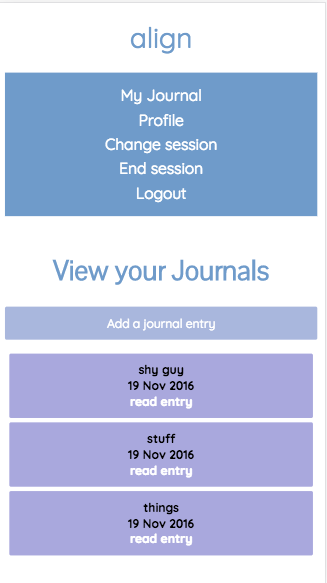 align
My Journal
Profile
Change session
End session
Logout
View your Journals
Add a journal entry
shy guy
19 Nov 2016
read entry
stuff
19 Nov 2016
read entry
things
19 Nov 2016
read entry